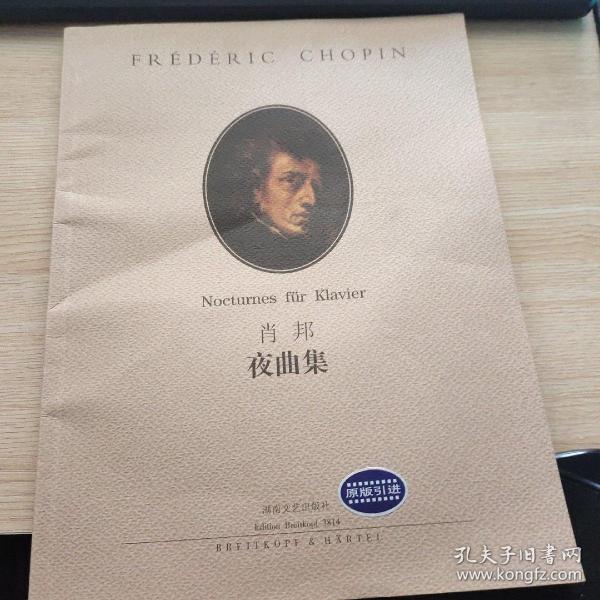 FRÉDÉRIC CHOPIN
Nocturnes für Klavier
肖 邦
夜曲集
原版引进
湖南文艺出版社
Edition Breitkopf 3814
BREITKOPF & HÄRTEL
孔夫子旧书网
www.kongfz.com